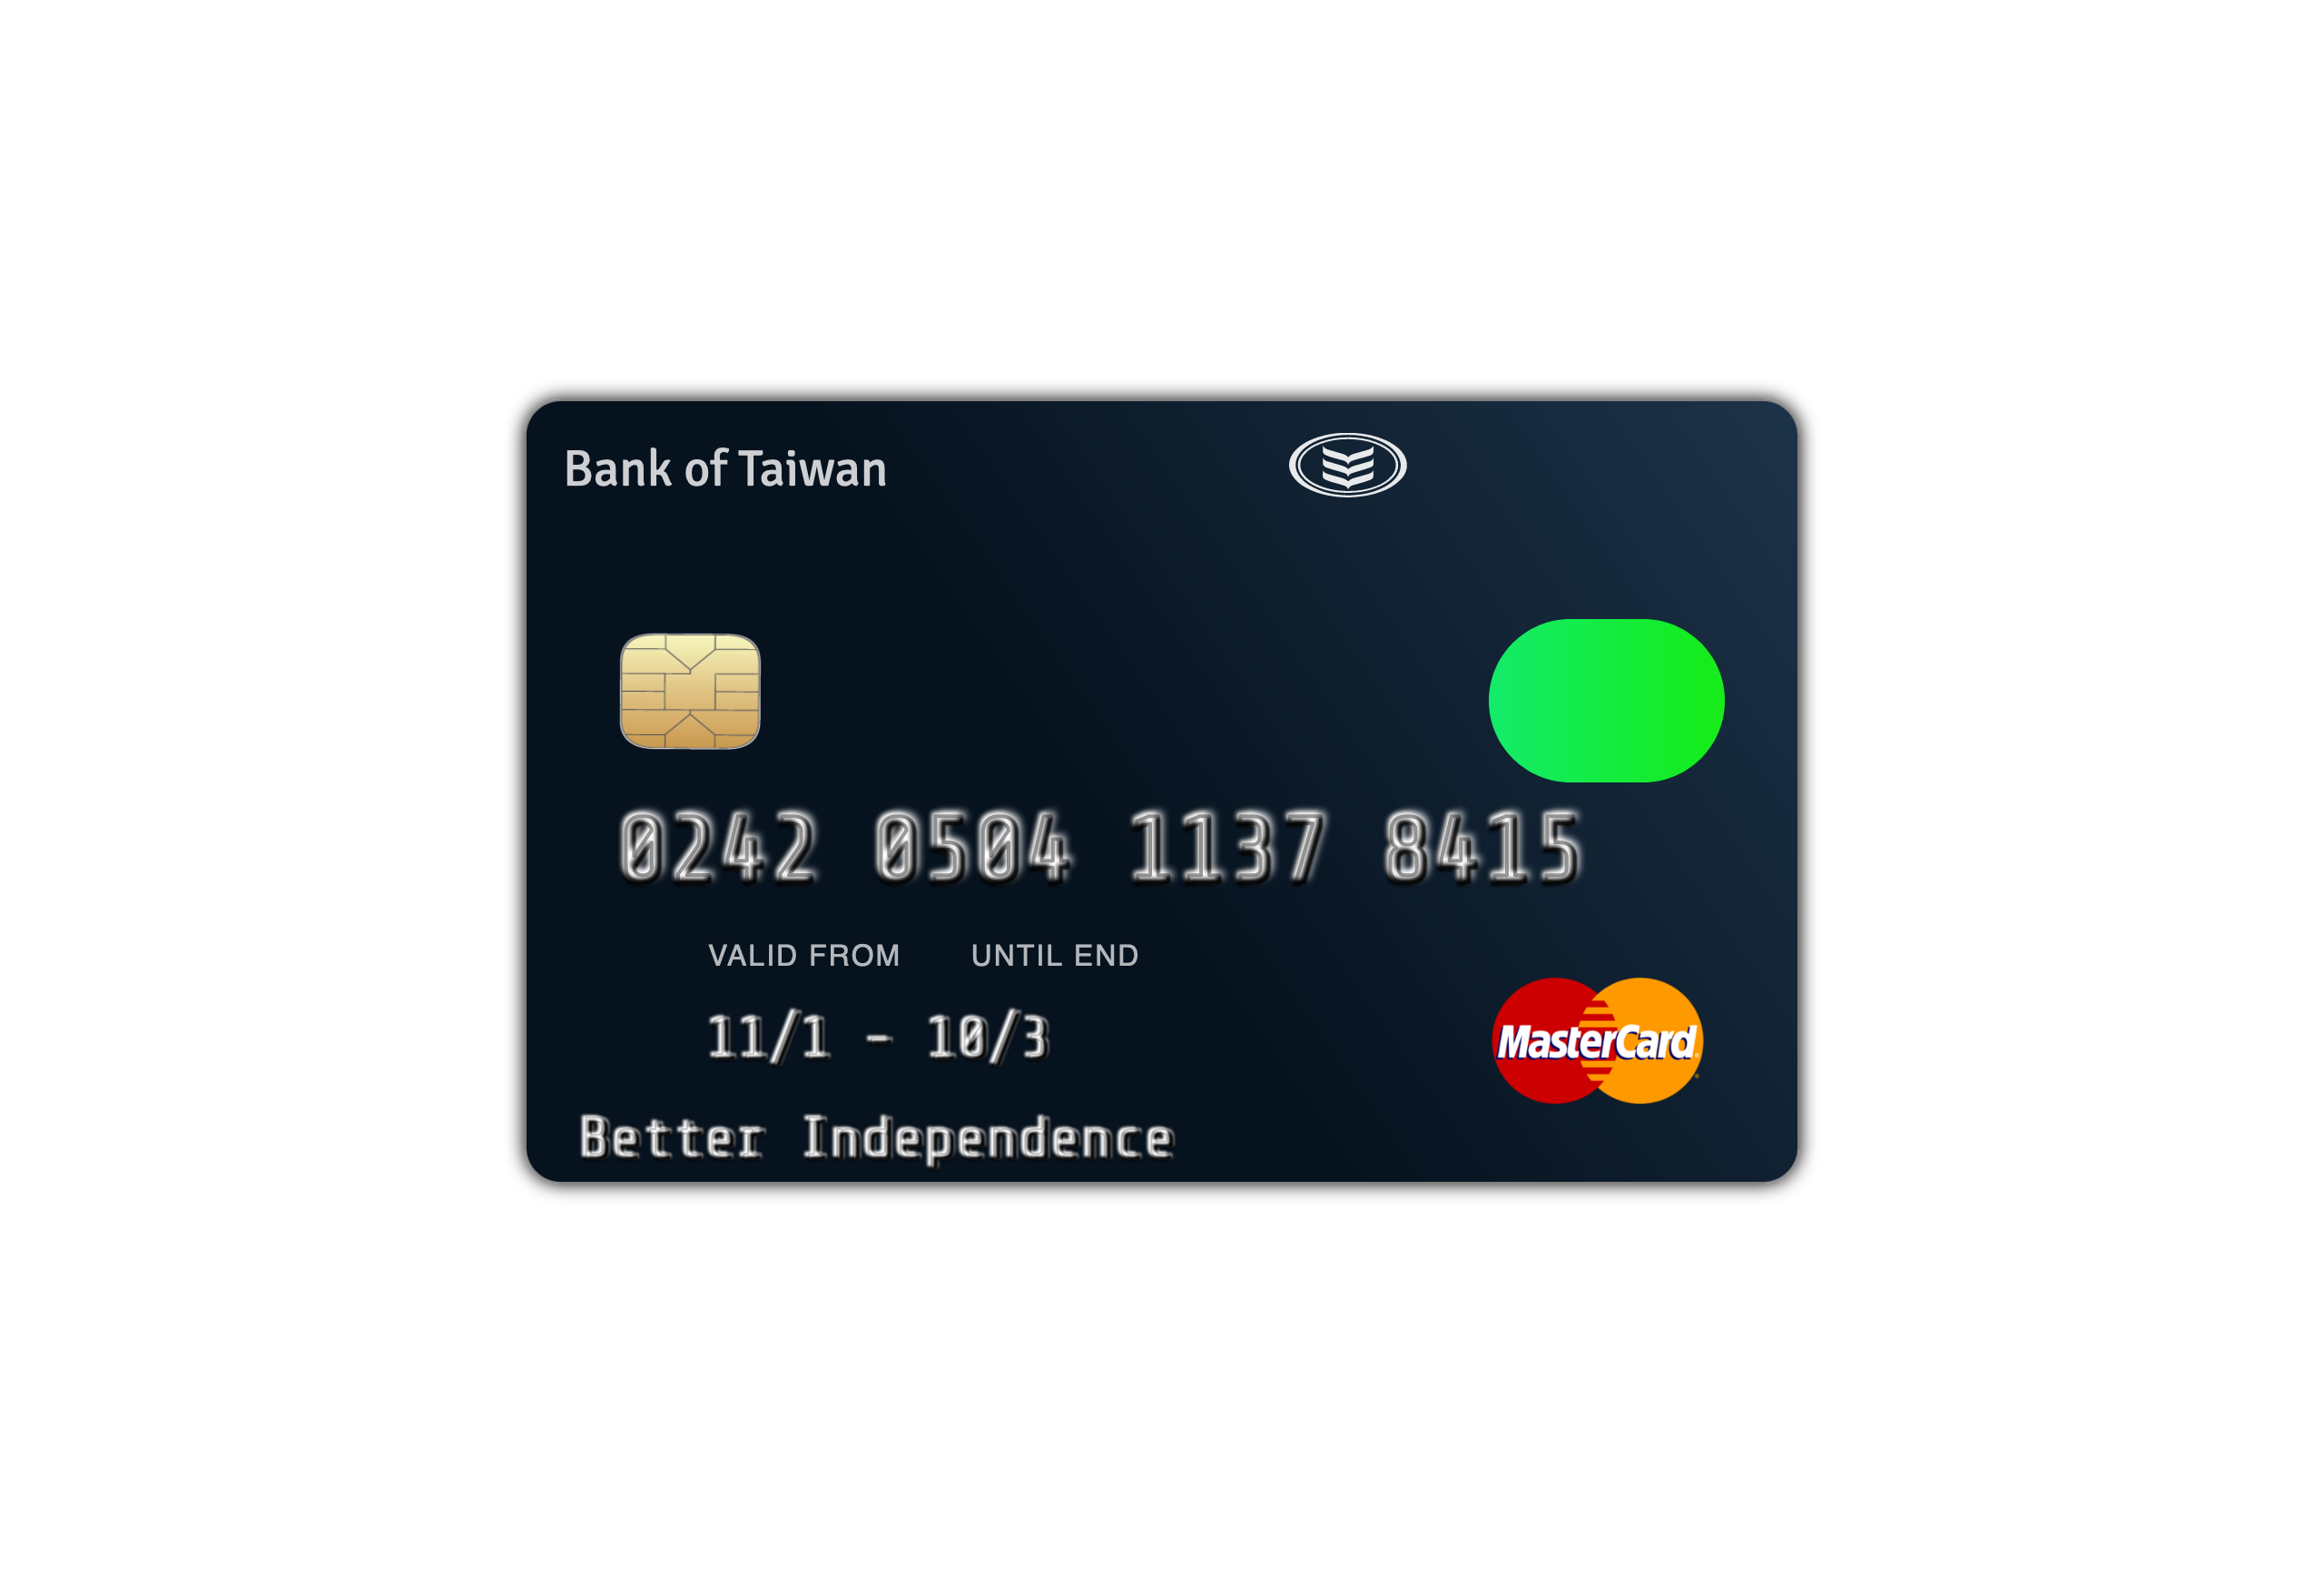 Bank of Taiwan
0242 0504 1137 8415
VALID FROM UNTIL END
11/1 - 10/3
MasterCard
Better Independence